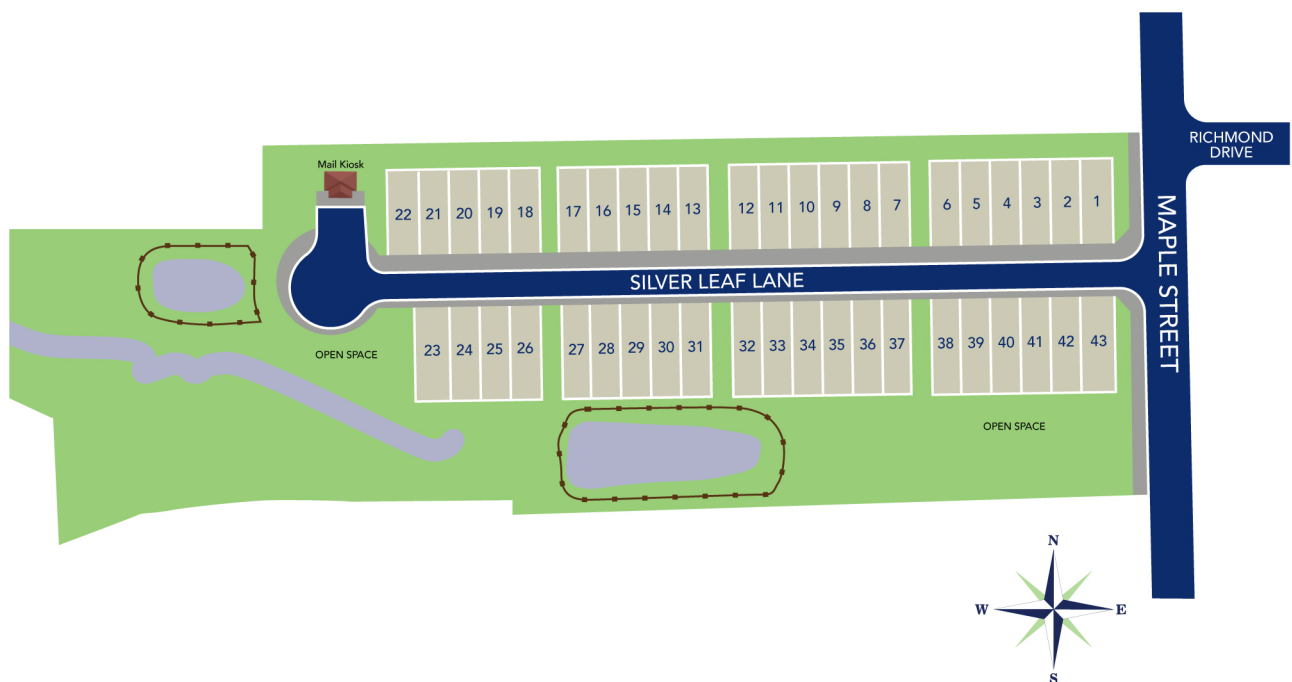 RICHMOND
DRIVE
Mail Kiosk
22 21 20 19 18 17 16 15 14 13 12 11 10 9 8 7 6 5 4 3 2 1
MAPLE STREET
SILVER LEAF LANE
OPEN SPACE
23 24 25 26 27 28 29 30 31 32 33 34 35 36 37 38 39 40 41 42 43
OPEN SPACE
N
W E
S